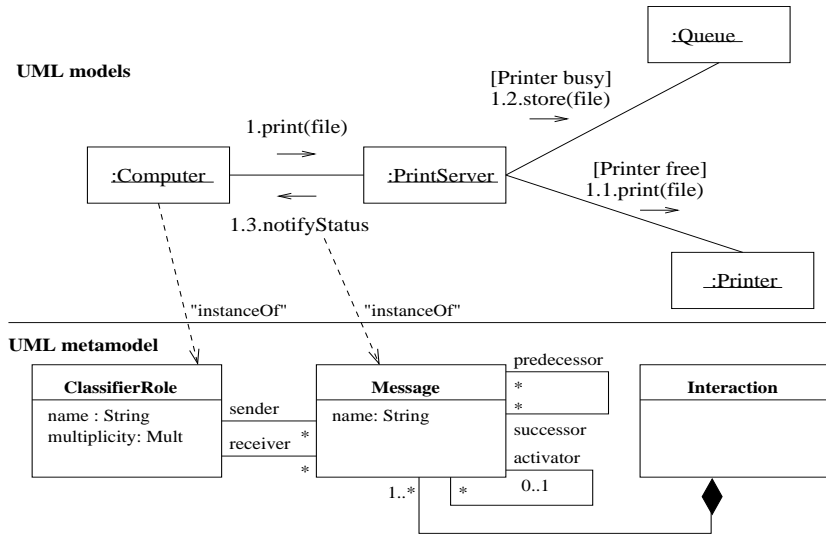 :Queue
UML models
[Printer busy]
1.2.store(file)
1.print(file)
:Computer
:PrintServer
[Printer free]
1.1.print(file)
1.3.notifyStatus
:Printer
"instanceOf"
"instanceOf"
UML metamodel
predecessor
ClassifierRole
Message
Interaction
name : String
multiplicity: Mult
sender
*
receiver
*
name: String
*
*
successor
activator
1..*
*
0..1